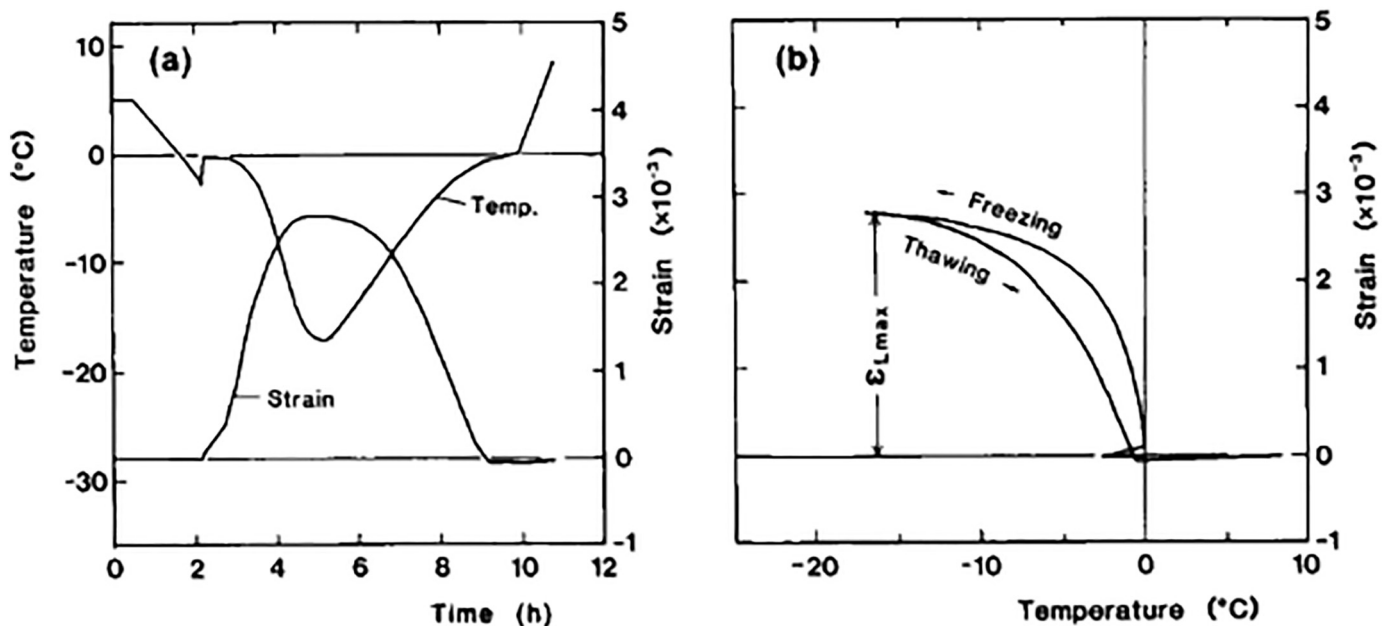 (a)
Temperature (°C)
10
0
-10
-20
-30
Temp.
Strain
5
4
3
2
1
0
-1
Strain (×10⁻³)
0 2 4 6 8 10 12
Time (h)
(b)
← Freezing
Thawing →
εLmax
5
4
3
2
1
0
-1
Strain (×10⁻³)
-20 -10 0 10
Temperature (°C)